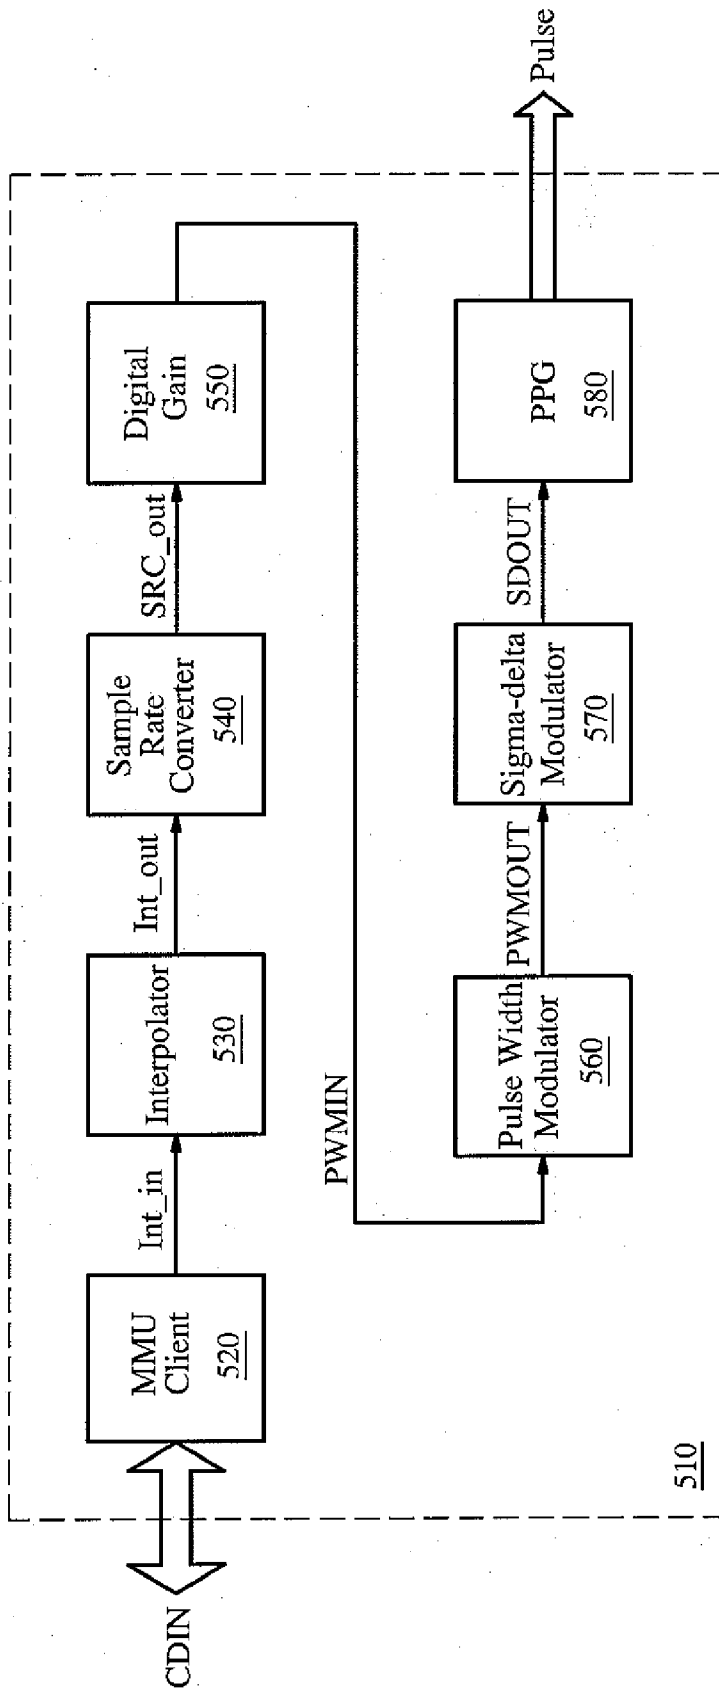 CDIN
MMU
Client
520
Int_in
Interpolator
530
Int_out
Sample
Rate
Converter
540
SRC_out
Digital
Gain
550
PWMIN
Pulse Width
Modulator
560
PWMOUT
Sigma-delta
Modulator
570
SDOUT
PPG
580
Pulse
510